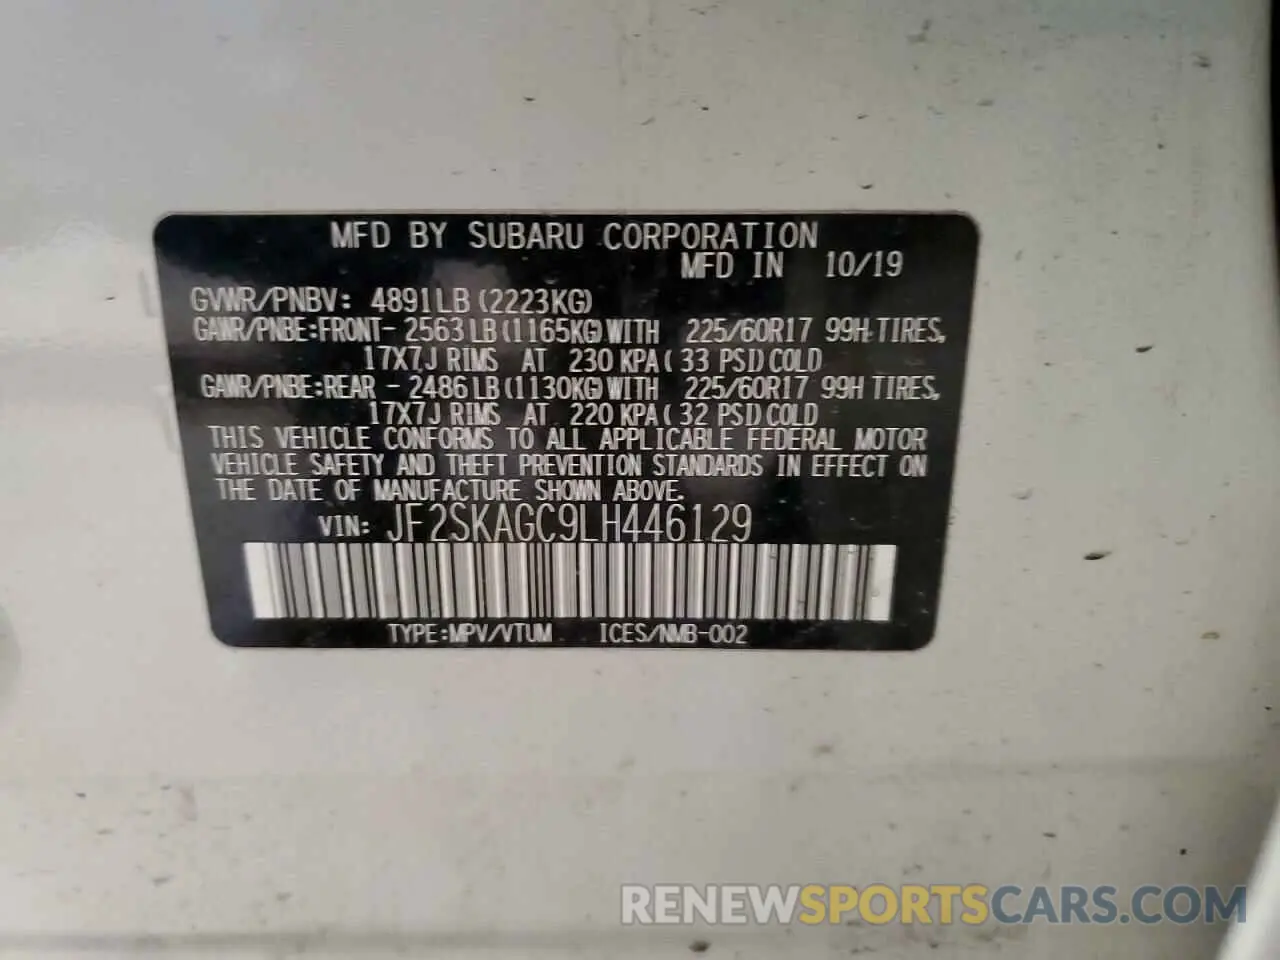 MFD BY SUBARU CORPORATION
MFD IN 10/19
GVWR/PNBV: 4891LB (2223KG)
GAWR/PNBE:FRONT- 2563LB(1165KG)WITH 225/60R17 99H TIRES,
17X7J RIMS AT 230 KPA( 33 PSI)COLD
GAWR/PNBE:REAR - 2486LB(1130KG)WITH 225/60R17 99H TIRES,
17X7J RIMS AT 220 KPA( 32 PSI)COLD
THIS VEHICLE CONFORMS TO ALL APPLICABLE FEDERAL MOTOR
VEHICLE SAFETY AND THEFT PREVENTION STANDARDS IN EFFECT ON
THE DATE OF MANUFACTURE SHOWN ABOVE.
VIN: JF2SKAGC9LH446129
TYPE:MPV/VTUM ICES/NMB-002
RENEWSPORTSCARS.COM